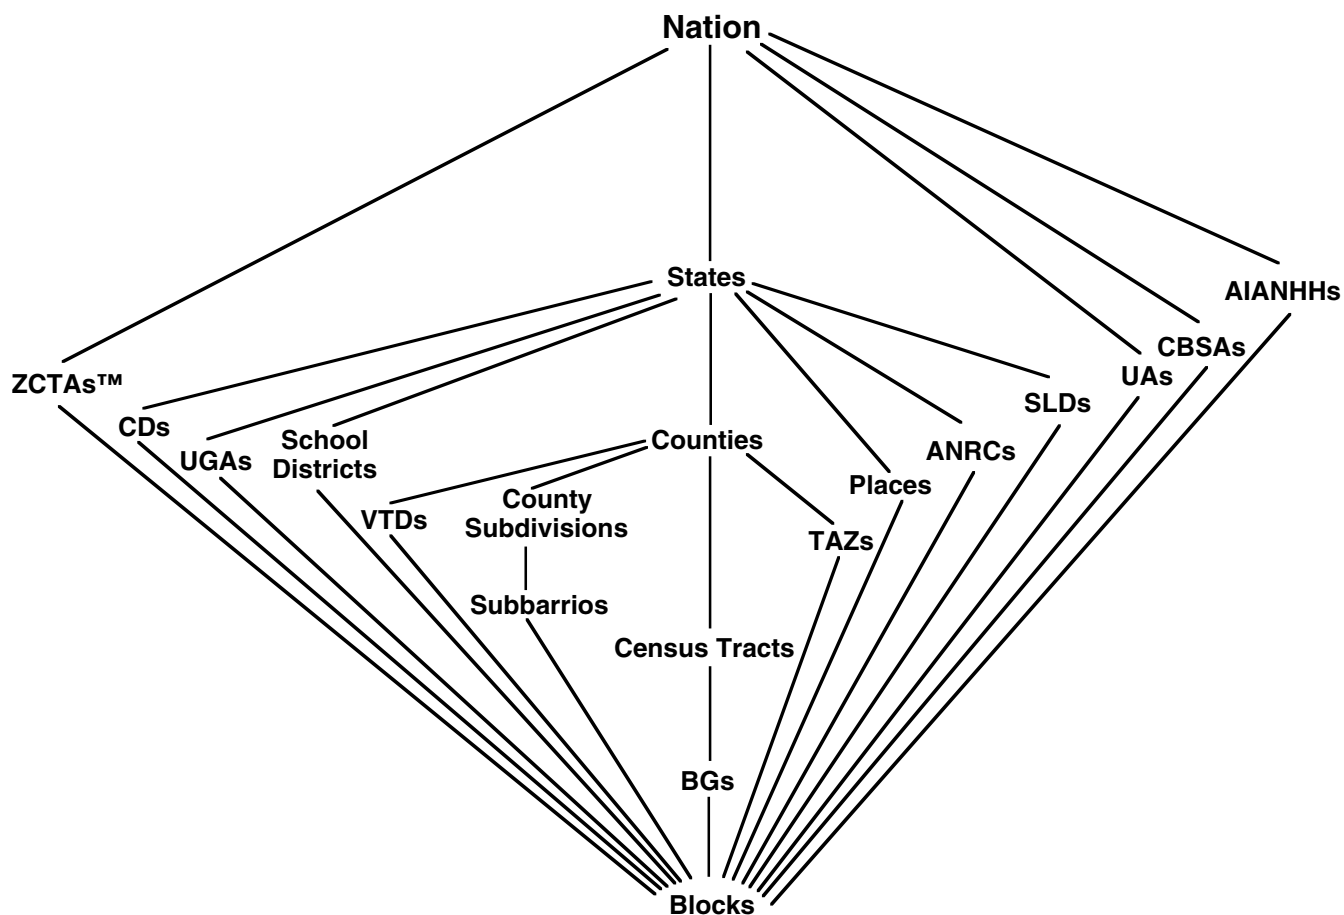 Nation
States
AIANHHs
CBSAs
UAs
ZCTAs™
SLDs
CDs
UGAs
School
Districts
Counties
ANRCs
Places
VTDs
County
Subdivisions
TAZs
Subbarrios
Census Tracts
BGs
Blocks